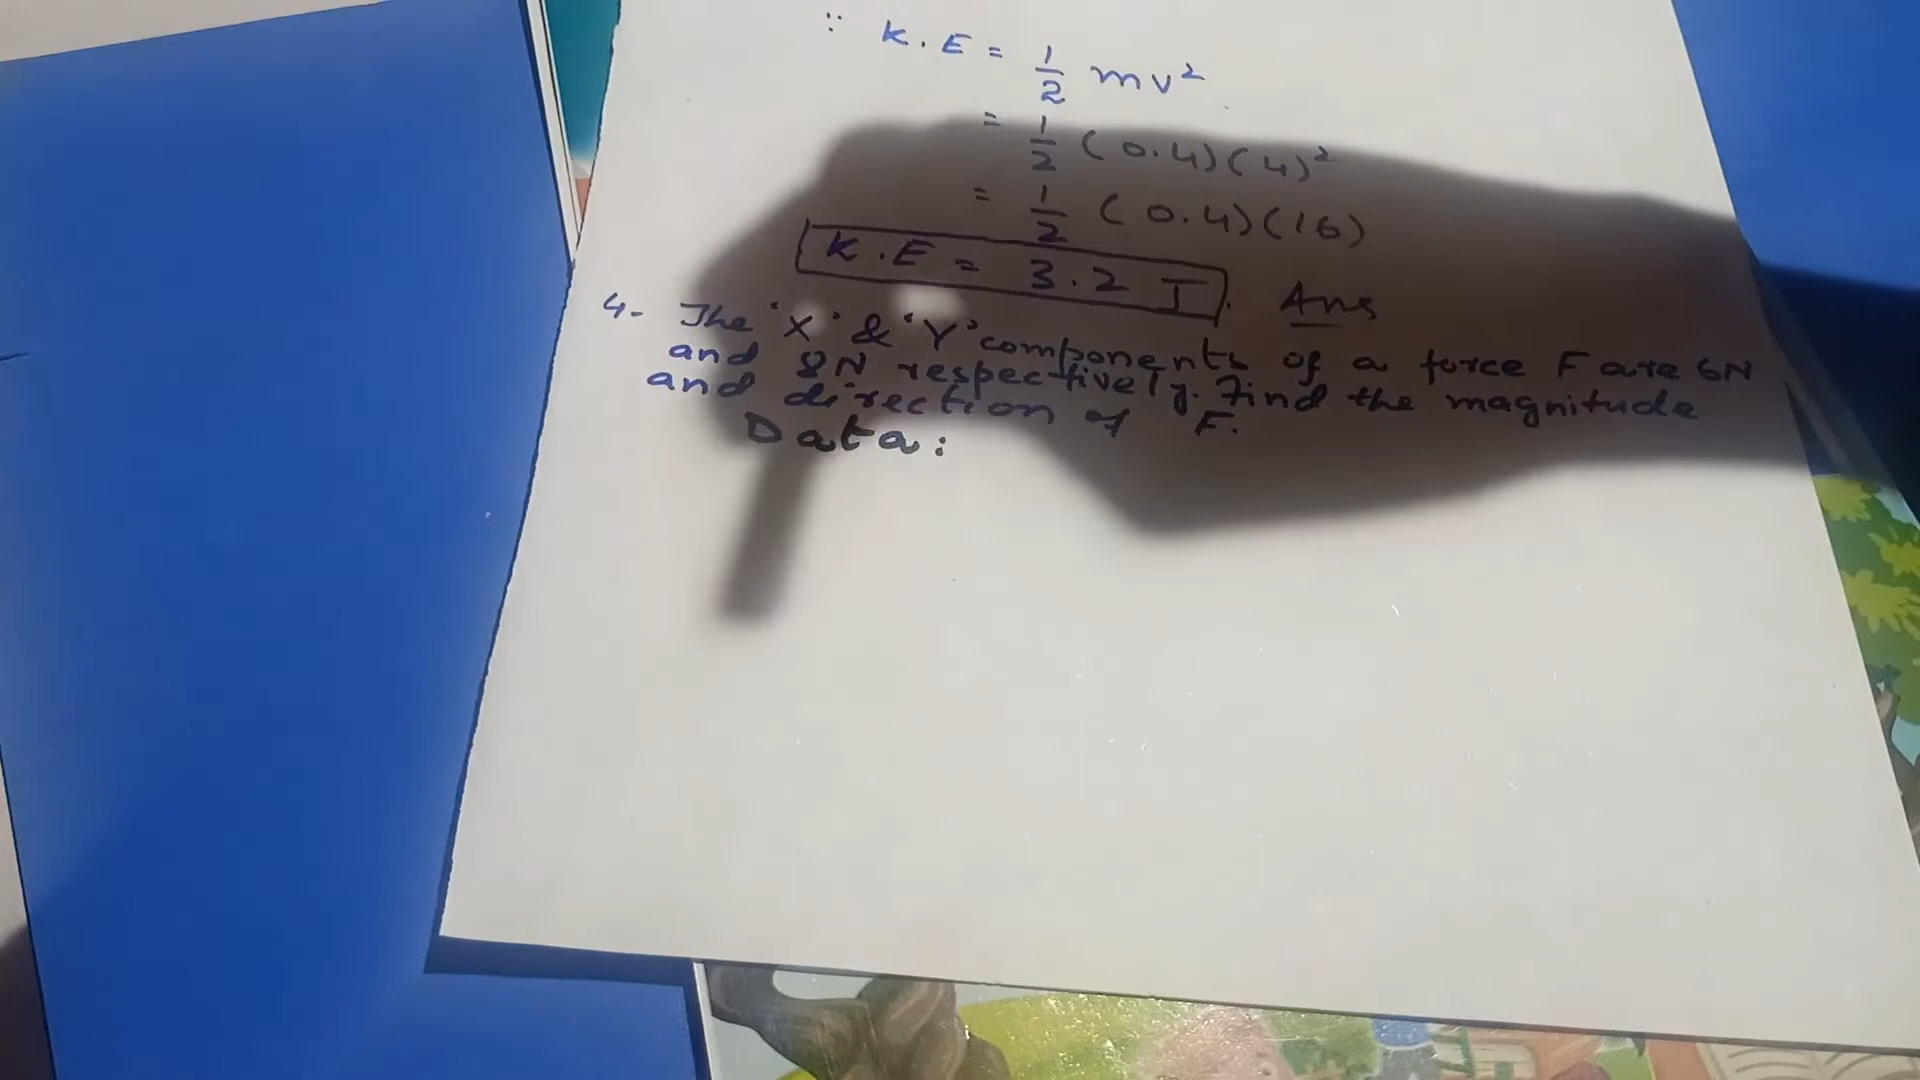 ∵ K.E = 1/2 mv²
= 1/2 (0.4)(4)²
= 1/2 (0.4)(16)
K.E = 3.2 J. Ans
4- The 'X' & 'Y' components of a force F are 6N
and 8N respectively. Find the magnitude
and direction of F.
Data: